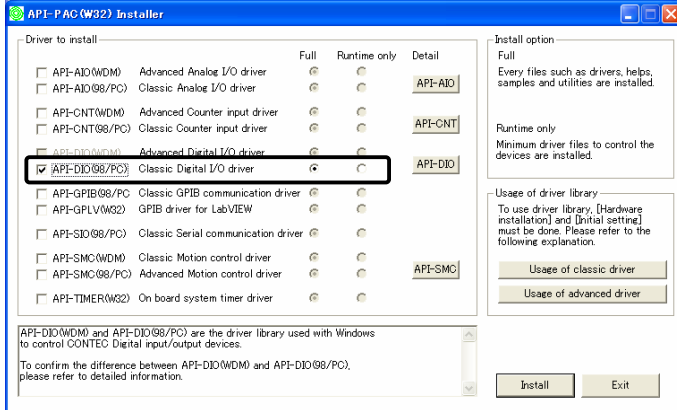 API-PAC(W32) Installer
Driver to install
Full Runtime only Detail
API-AIO(WDM) Advanced Analog I/O driver
API-AIO(98/PC) Classic Analog I/O driver
API-AIO
API-CNT(WDM) Advanced Counter input driver
API-CNT(98/PC) Classic Counter input driver
API-CNT
API-DIO(WDM) Advanced Digital I/O driver
API-DIO(98/PC) Classic Digital I/O driver
API-DIO
API-GPIB(98/PC Classic GPIB communication driver
API-GPLV(W32) GPIB driver for LabVIEW
API-SIO(98/PC) Classic Serial communication driver
API-SMC(WDM) Classic Motion control driver
API-SMC(98/PC) Advanced Motion control driver
API-SMC
API-TIMER(W32) On board system timer driver
Install option
Full
Every files such as drivers, helps,
samples and utilities are installed.
Runtime only
Minimum driver files to control the
devices are installed.
Usage of driver library
To use driver library, [Hardware
installation] and [Initial setting]
must be done. Please refer to the
following explanation.
Usage of classic driver
Usage of advanced driver
API-DIO(WDM) and API-DIO(98/PC) are the driver library used with Windows
to control CONTEC Digital input/output devices.
To confirm the difference between API-DIO(WDM) and API-DIO(98/PC),
please refer to detailed information.
Install Exit